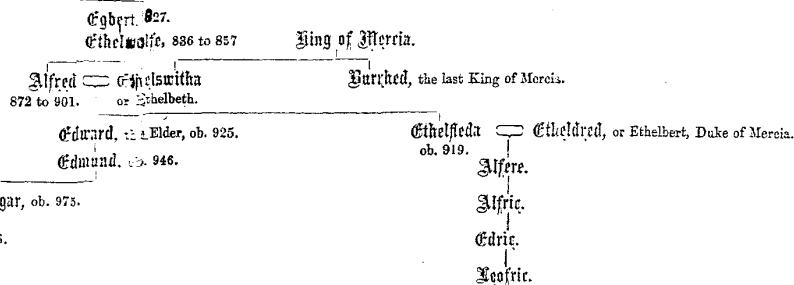 Egbert. 827.
Ethelwolfe, 836 to 857 King of Mercia.
Alfred Ethelswitha Burrhed, the last King of Mercia.
872 to 901. or Ethelbeth.
Edward, Elder, ob. 925. Ethelfleda Etheldred, or Ethelbert, Duke of Mercia.
ob. 919.
Edmund. ob. 946.
Alfere.
gar, ob. 975. Alfric.
Edric.
Leofric.